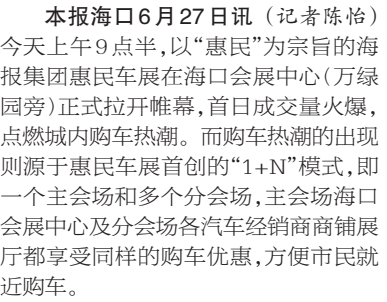 本报海口6月27日讯（记者陈怡）
今天上午9点半，以“惠民”为宗旨的海
报集团惠民车展在海口会展中心（万绿
园旁）正式拉开帷幕，首日成交量火爆，
点燃城内购车热潮。而购车热潮的出现
则源于惠民车展首创的“1+N”模式，即
一个主会场和多个分会场，主会场海口
会展中心及分会场各汽车经销商商铺展
厅都享受同样的购车优惠，方便市民就
近购车。